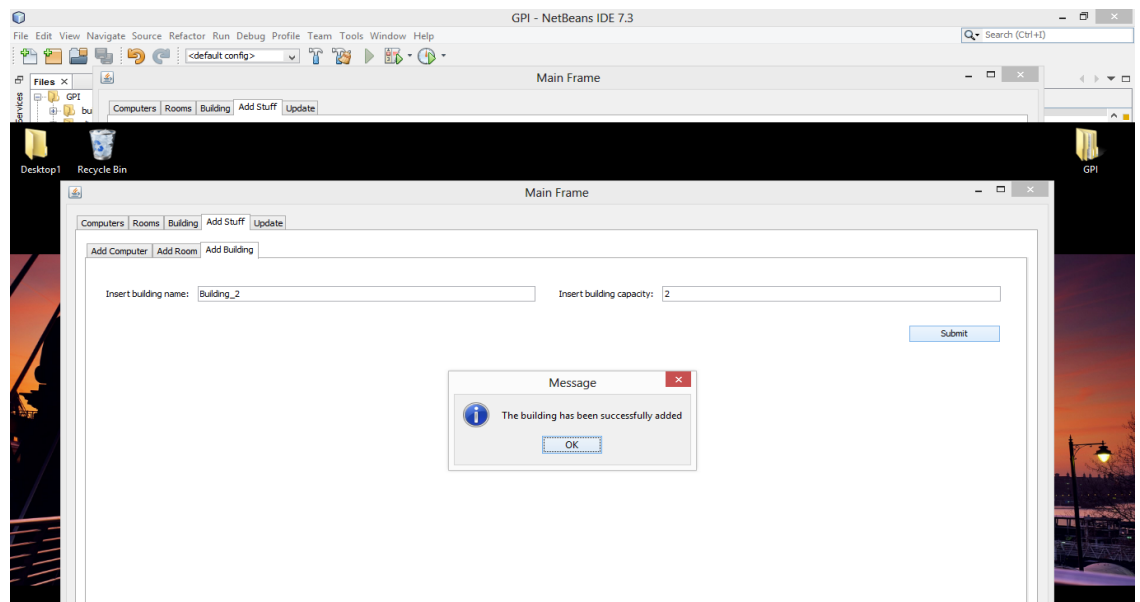 GPI - NetBeans IDE 7.3
File Edit View Navigate Source Refactor Run Debug Profile Team Tools Window Help
Search (Ctrl+I)
<default config>
Files
Main Frame
Services
GPI
bu
Computers Rooms Building Add Stuff Update
Desktop1 Recycle Bin GPI
Main Frame
Computers Rooms Building Add Stuff Update
Add Computer Add Room Add Building
Insert building name: Building_2 Insert building capacity: 2
Submit
Message
The building has been successfully added
OK